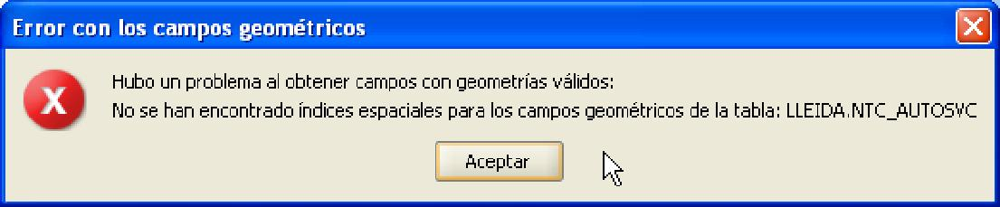 Error con los campos geométricos
Hubo un problema al obtener campos con geometrías válidos:
No se han encontrado índices espaciales para los campos geométricos de la tabla: LLEIDA.NTC_AUTOSVC
Aceptar